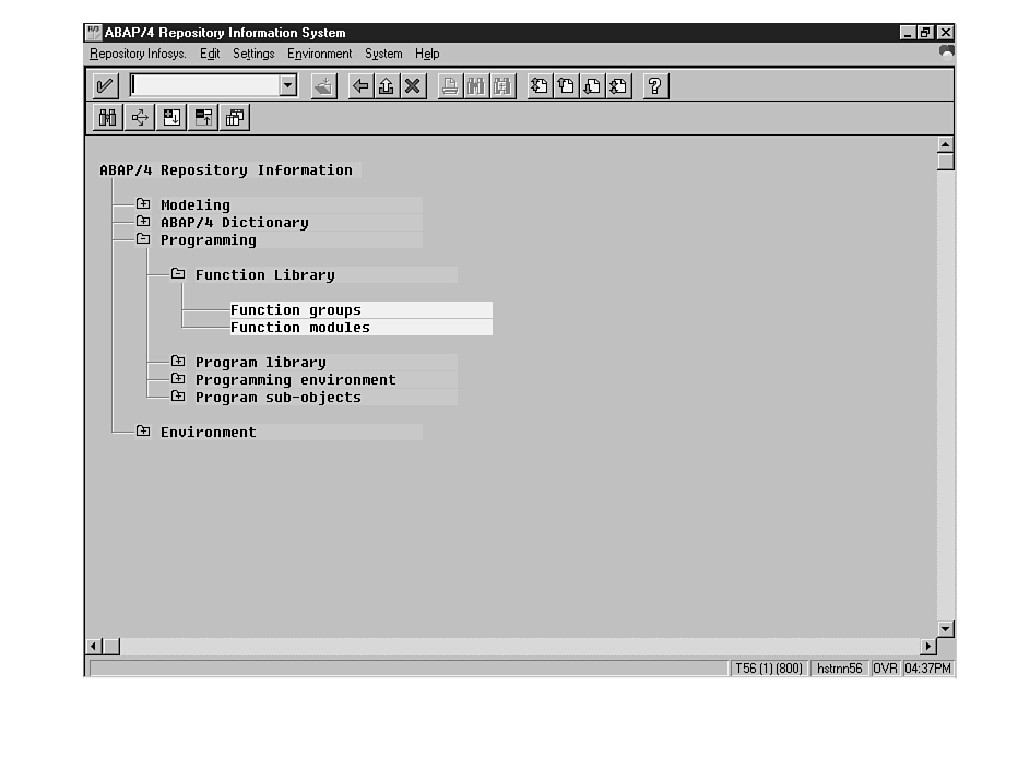 R/3 ABAP/4 Repository Information System
Repository Infosys. Edit Settings Environment System Help
ABAP/4 Repository Information
Modeling
ABAP/4 Dictionary
Programming
Function Library
Function groups
Function modules
Program library
Programming environment
Program sub-objects
Environment
T56 (1) (800) hstrnn56 OVR 04:37PM